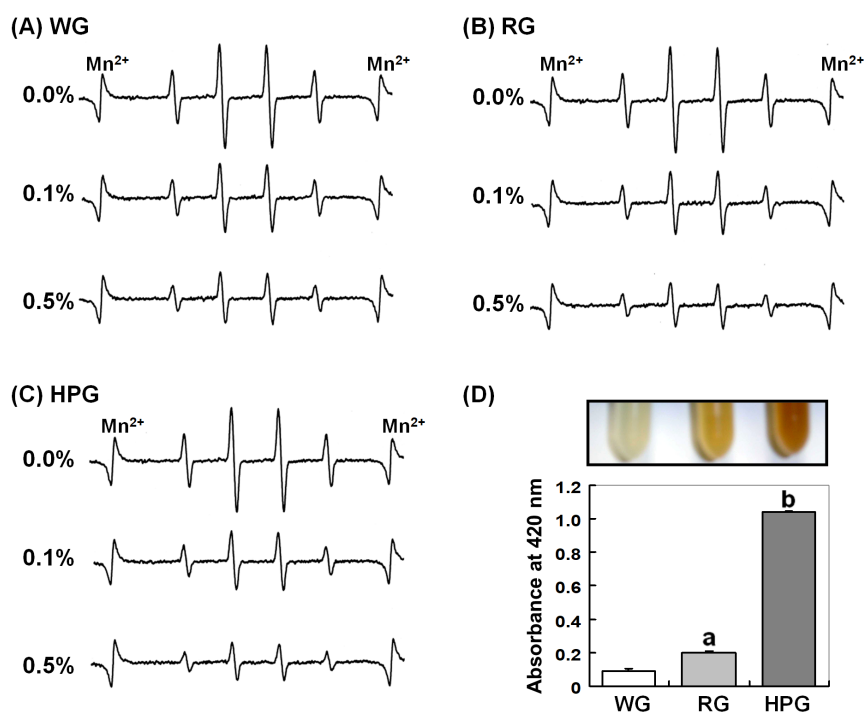 (A) WG
Mn²⁺ Mn²⁺
0.0%
0.1%
0.5%
(B) RG
Mn²⁺ Mn²⁺
0.0%
0.1%
0.5%
(C) HPG
Mn²⁺ Mn²⁺
0.0%
0.1%
0.5%
(D)
Absorbance at 420 nm
1.2
1.0
0.8
0.6
0.4
0.2
0
a
b
WG RG HPG